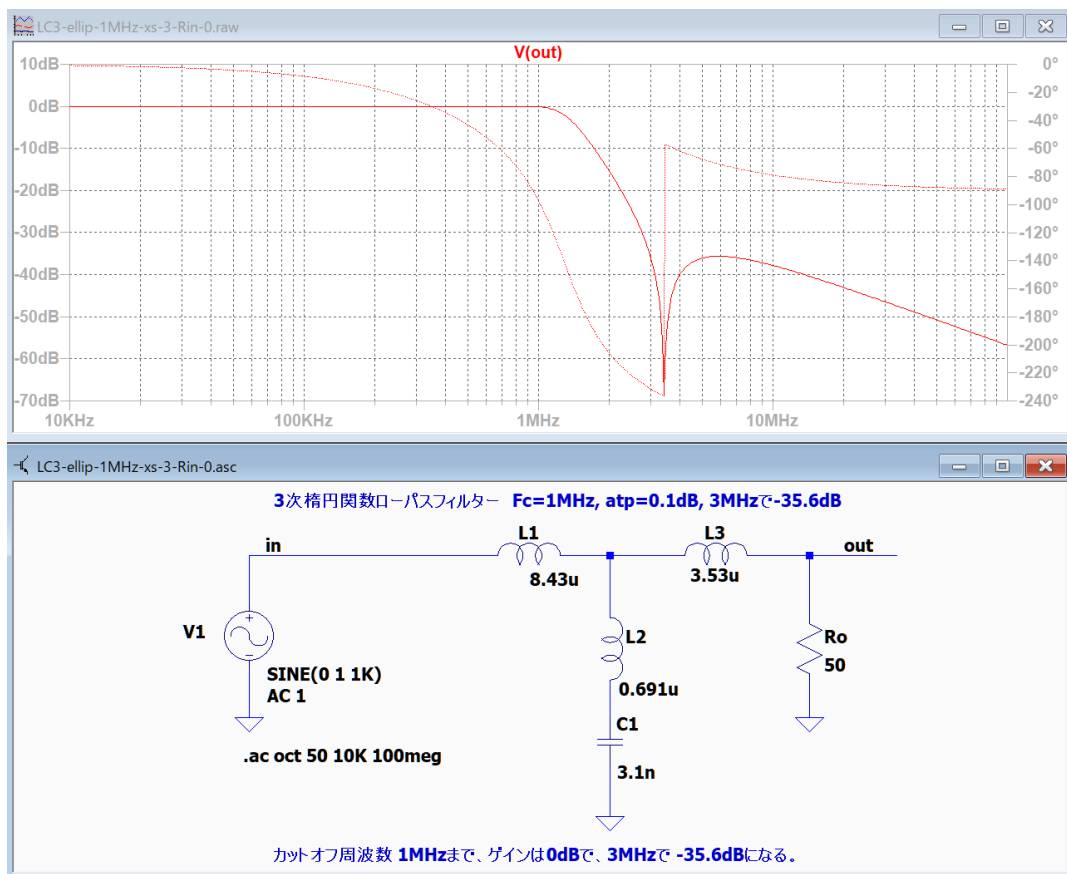 LC3-ellip-1MHz-xs-3-Rin-0.raw
V(out)
10dB
0dB
-10dB
-20dB
-30dB
-40dB
-50dB
-60dB
-70dB
0°
-20°
-40°
-60°
-80°
-100°
-120°
-140°
-160°
-180°
-200°
-220°
-240°
10KHz 100KHz 1MHz 10MHz
LC3-ellip-1MHz-xs-3-Rin-0.asc
3次楕円関数ローパスフィルター Fc=1MHz, atp=0.1dB, 3MHzで-35.6dB
in
L1
8.43u
L3
3.53u
out
V1
SINE(0 1 1K)
AC 1
L2
0.691u
C1
3.1n
Ro
50
.ac oct 50 10K 100meg
カットオフ周波数 1MHzまで、ゲインは0dBで、3MHzで -35.6dBになる。